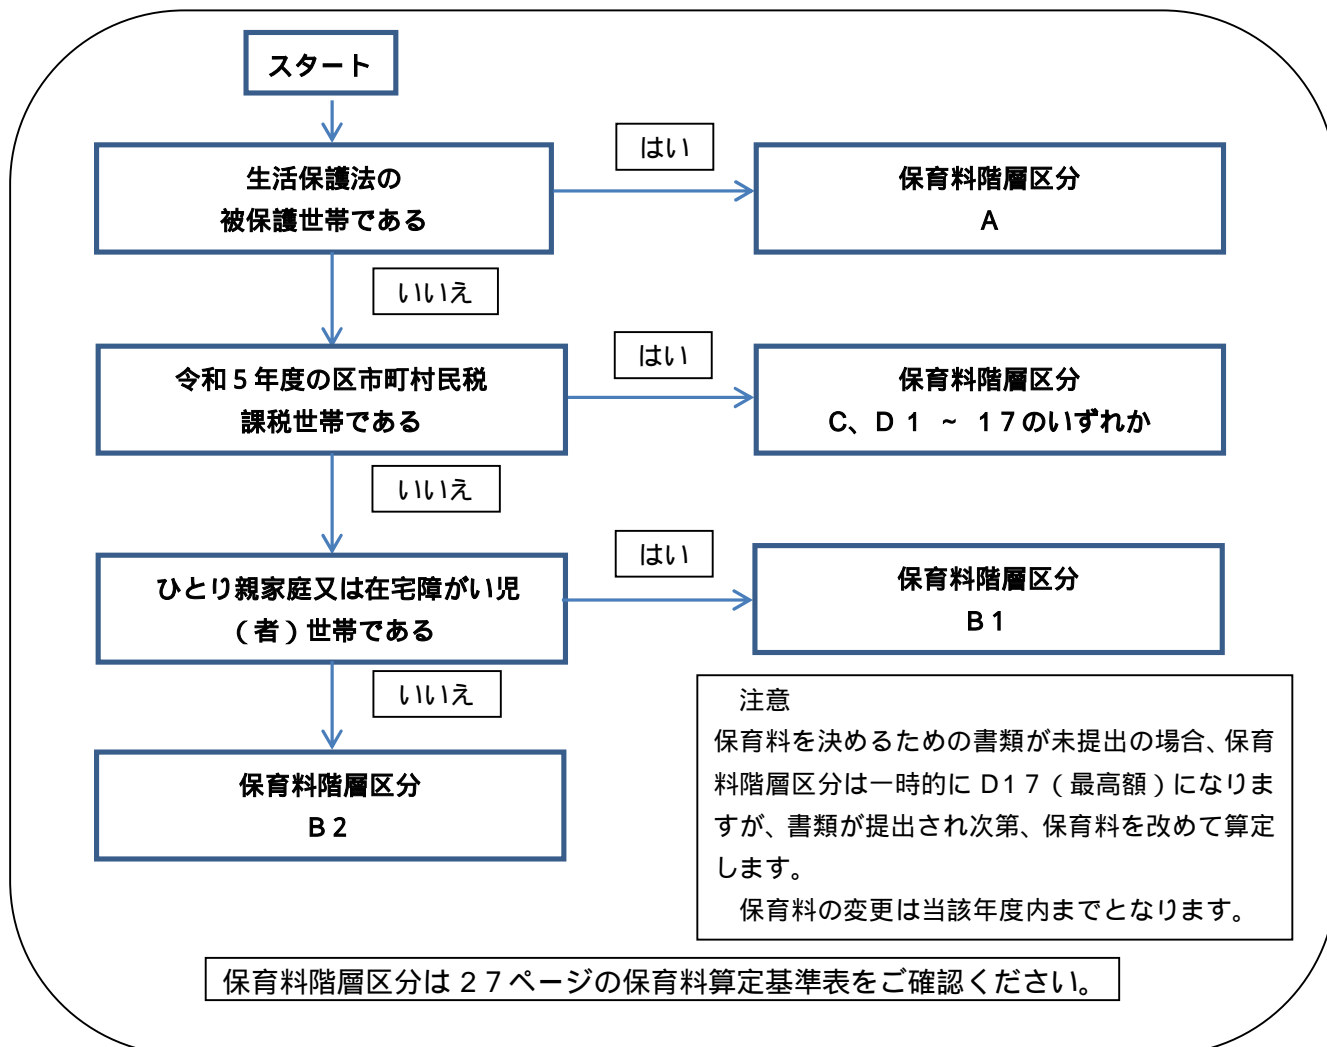 スタート
はい
生活保護法の
被保護世帯である
保育料階層区分
A
いいえ
はい
令和５年度の区市町村民税
課税世帯である
保育料階層区分
C、D１ ~ １７のいずれか
いいえ
はい
ひとり親家庭又は在宅障がい児
（者）世帯である
保育料階層区分
B１
いいえ
保育料階層区分
B２
注意
保育料を決めるための書類が未提出の場合、保育
料階層区分は一時的に D１７（最高額）になりま
すが、書類が提出され次第、保育料を改めて算定
します。
保育料の変更は当該年度内までとなります。
保育料階層区分は２７ページの保育料算定基準表をご確認ください。